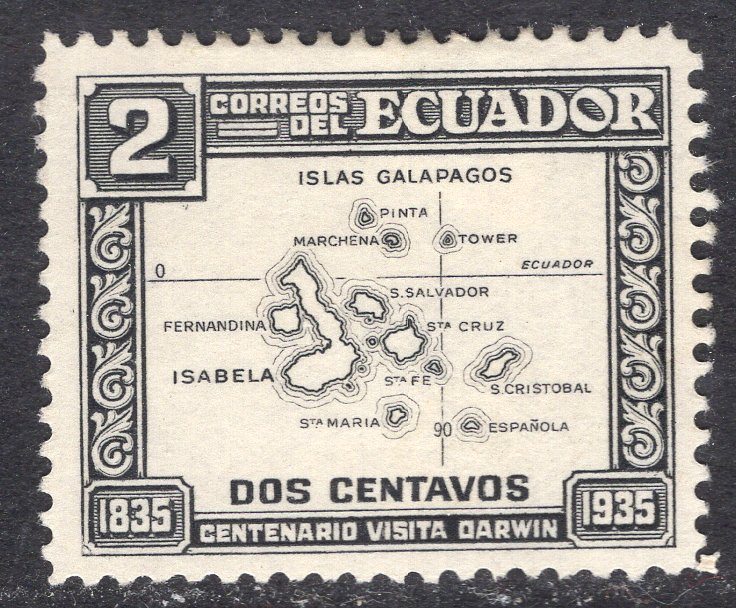 2
CORREOS DEL ECUADOR
ISLAS GALAPAGOS
PINTA
MARCHENA
TOWER
0
ECUADOR
S. SALVADOR
FERNANDINA
STA CRUZ
ISABELA
STA FE
S. CRISTOBAL
STA MARIA
90
ESPAÑOLA
DOS CENTAVOS
1835
CENTENARIO VISITA DARWIN
1935